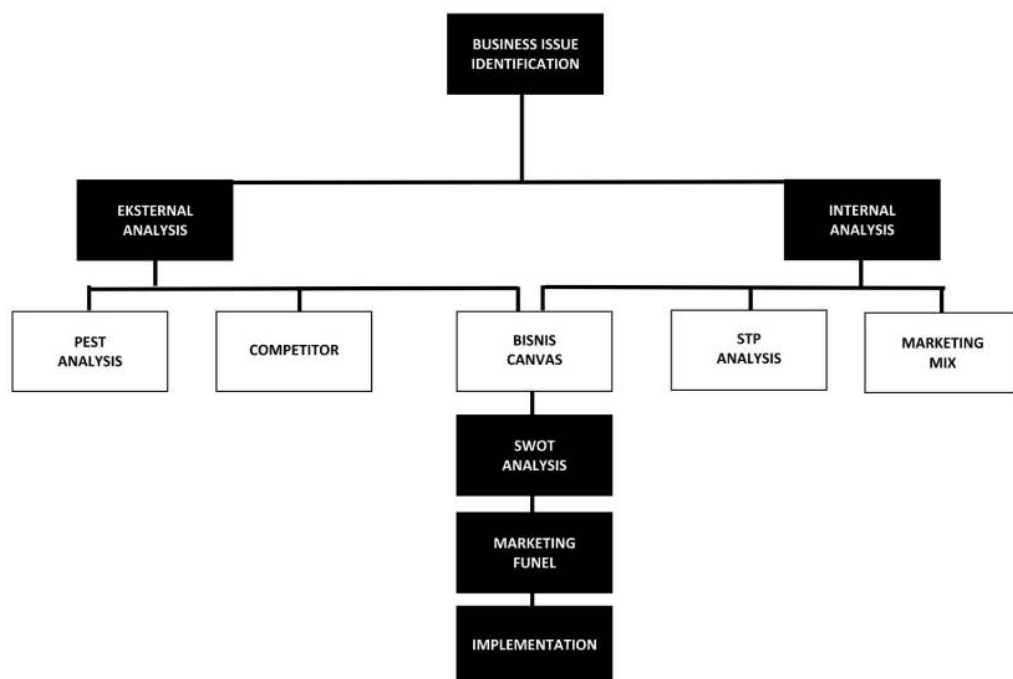 BUSINESS ISSUE
IDENTIFICATION
EKSTERNAL
ANALYSIS
INTERNAL
ANALYSIS
PEST
ANALYSIS
COMPETITOR
BISNIS
CANVAS
STP
ANALYSIS
MARKETING
MIX
SWOT
ANALYSIS
MARKETING
FUNEL
IMPLEMENTATION